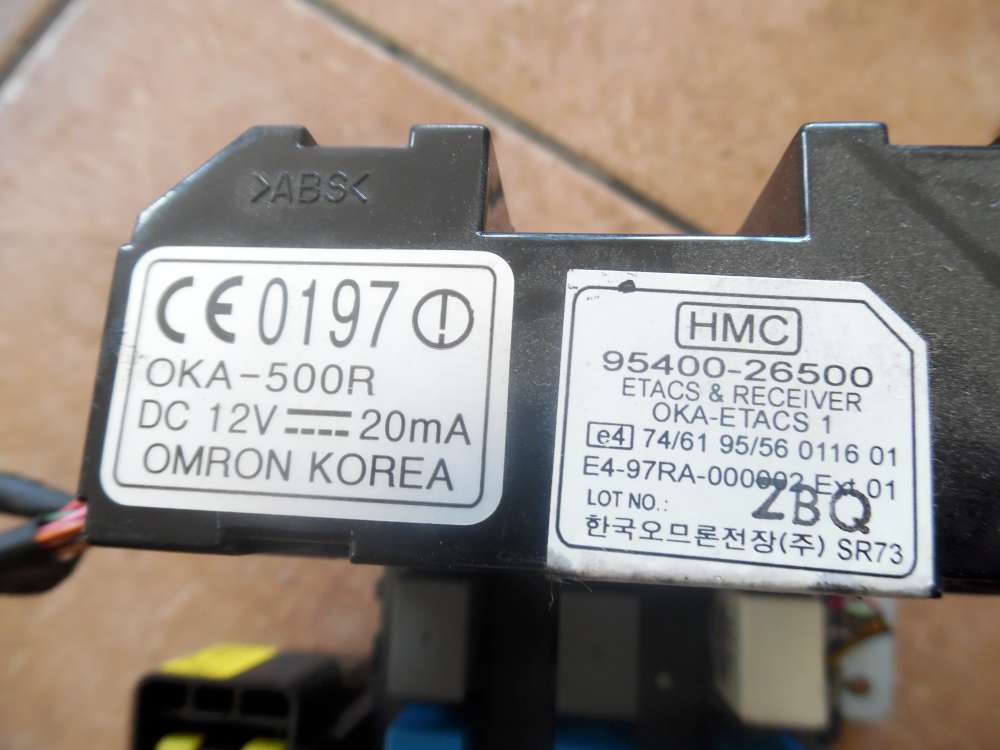 >ABS<
CE 0197
OKA-500R
DC 12V 20mA
OMRON KOREA
HMC
95400-26500
ETACS & RECEIVER
OKA-ETACS 1
e4 74/61 95/56 0116 01
E4-97RA-000002 Ext 01
LOT NO.: ZBQ
한국오므론전장(주) SR73